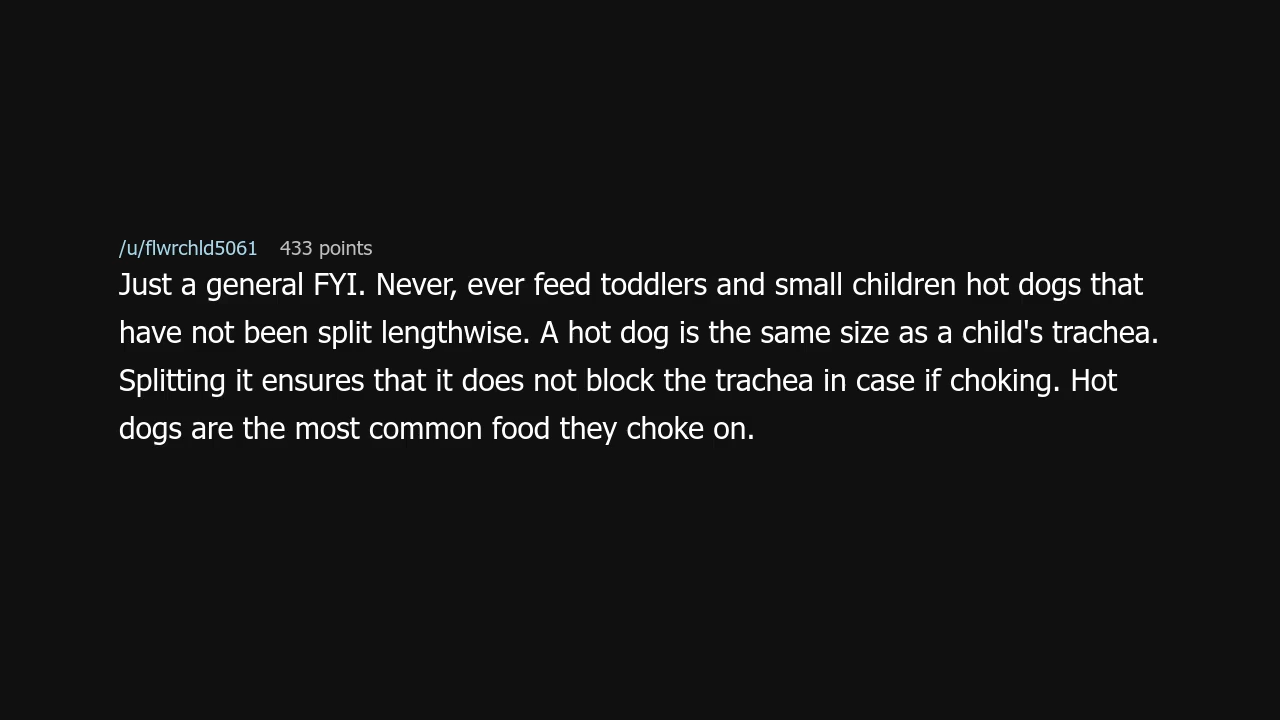 /u/flwrchld5061 433 points
Just a general FYI. Never, ever feed toddlers and small children hot dogs that
have not been split lengthwise. A hot dog is the same size as a child's trachea.
Splitting it ensures that it does not block the trachea in case if choking. Hot
dogs are the most common food they choke on.